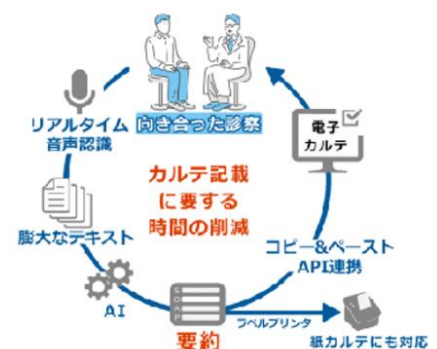 向き合った診察
リアルタイム
音声認識
電子
カルテ
カルテ記載
に要する
時間の削減
膨大なテキスト
コピー&ペースト
API連携
AI
SOAP
要約
ラベルプリンタ
紙カルテにも対応